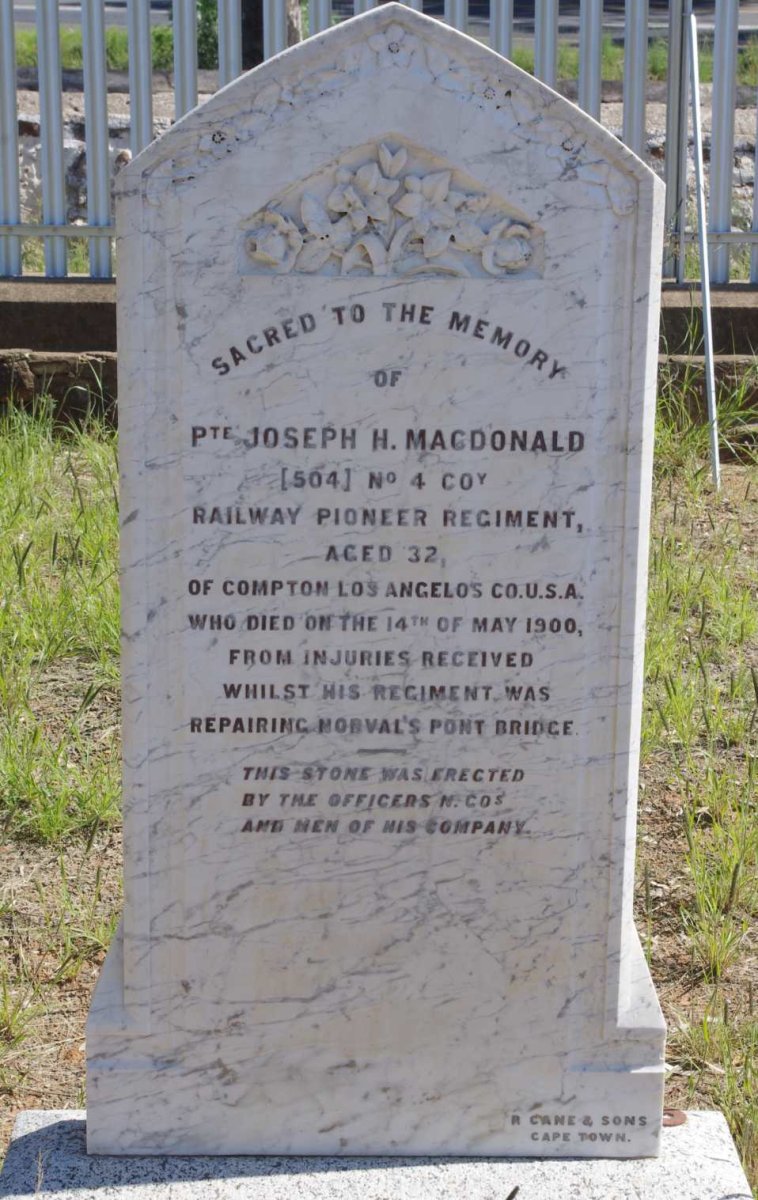 SACRED TO THE MEMORY
OF
PTE JOSEPH H. MACDONALD
[504] NO 4 COY
RAILWAY PIONEER REGIMENT,
AGED 32,
OF COMPTON LOS ANGELOS CO. U.S.A.
WHO DIED ON THE 14TH OF MAY 1900,
FROM INJURIES RECEIVED
WHILST HIS REGIMENT WAS
REPAIRING NORVAL'S PONT BRIDGE.
THIS STONE WAS ERECTED
BY THE OFFICERS N. COS
AND MEN OF HIS COMPANY.
R CANE & SONS
CAPE TOWN.